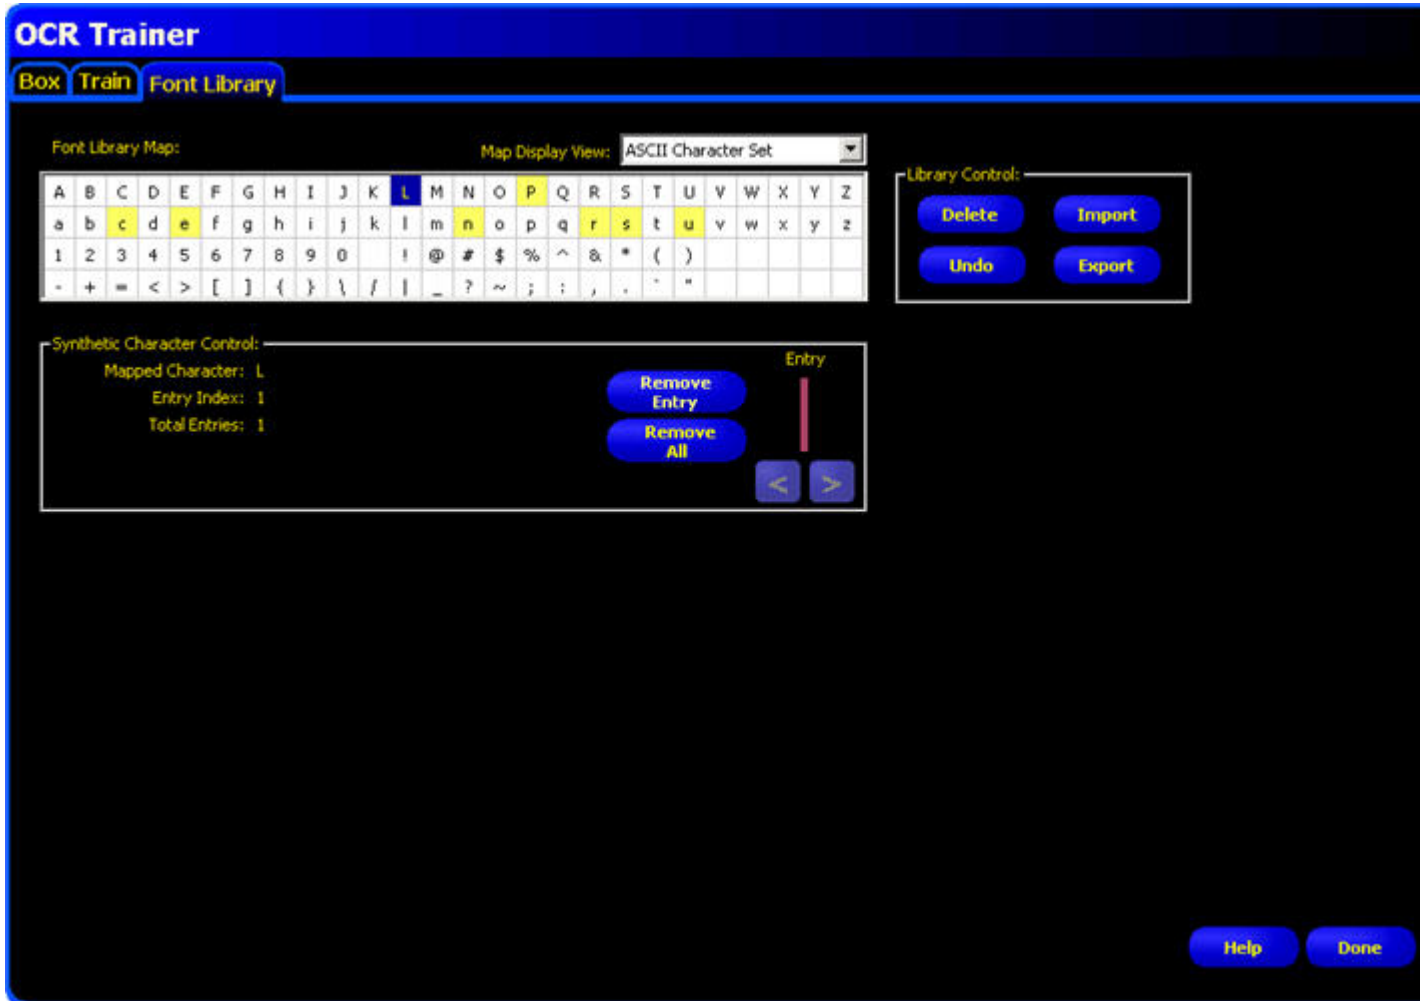 OCR Trainer
Box Train Font Library
Font Library Map: Map Display View: ASCII Character Set
A B C D E F G H I J K L M N O P Q R S T U V W X Y Z
a b c d e f g h i j k l m n o p q r s t u v w x y z
1 2 3 4 5 6 7 8 9 0 ! @ # $ % ^ & * ( )
- + = < > [ ] { } \ / | _ ? ~ ; : , . ` "
Library Control:
Delete Import
Undo Export
Synthetic Character Control:
Mapped Character: L
Entry Index: 1
Total Entries: 1
Remove
Entry
Remove
All
Entry
< >
Help Done